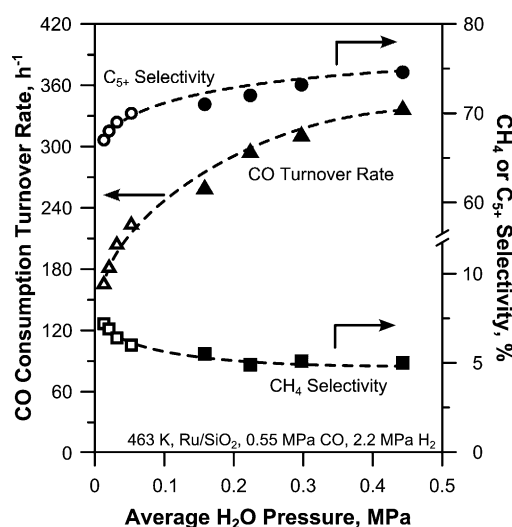 CO Consumption Turnover Rate, h⁻¹
420
360
300
240
180
120
60
0
C₅₊ Selectivity
CO Turnover Rate
CH₄ Selectivity
463 K, Ru/SiO₂, 0.55 MPa CO, 2.2 MPa H₂
80
70
60
10
5
0
CH₄ or C₅₊ Selectivity, %
0
0.1
0.2
0.3
0.4
0.5
Average H₂O Pressure, MPa